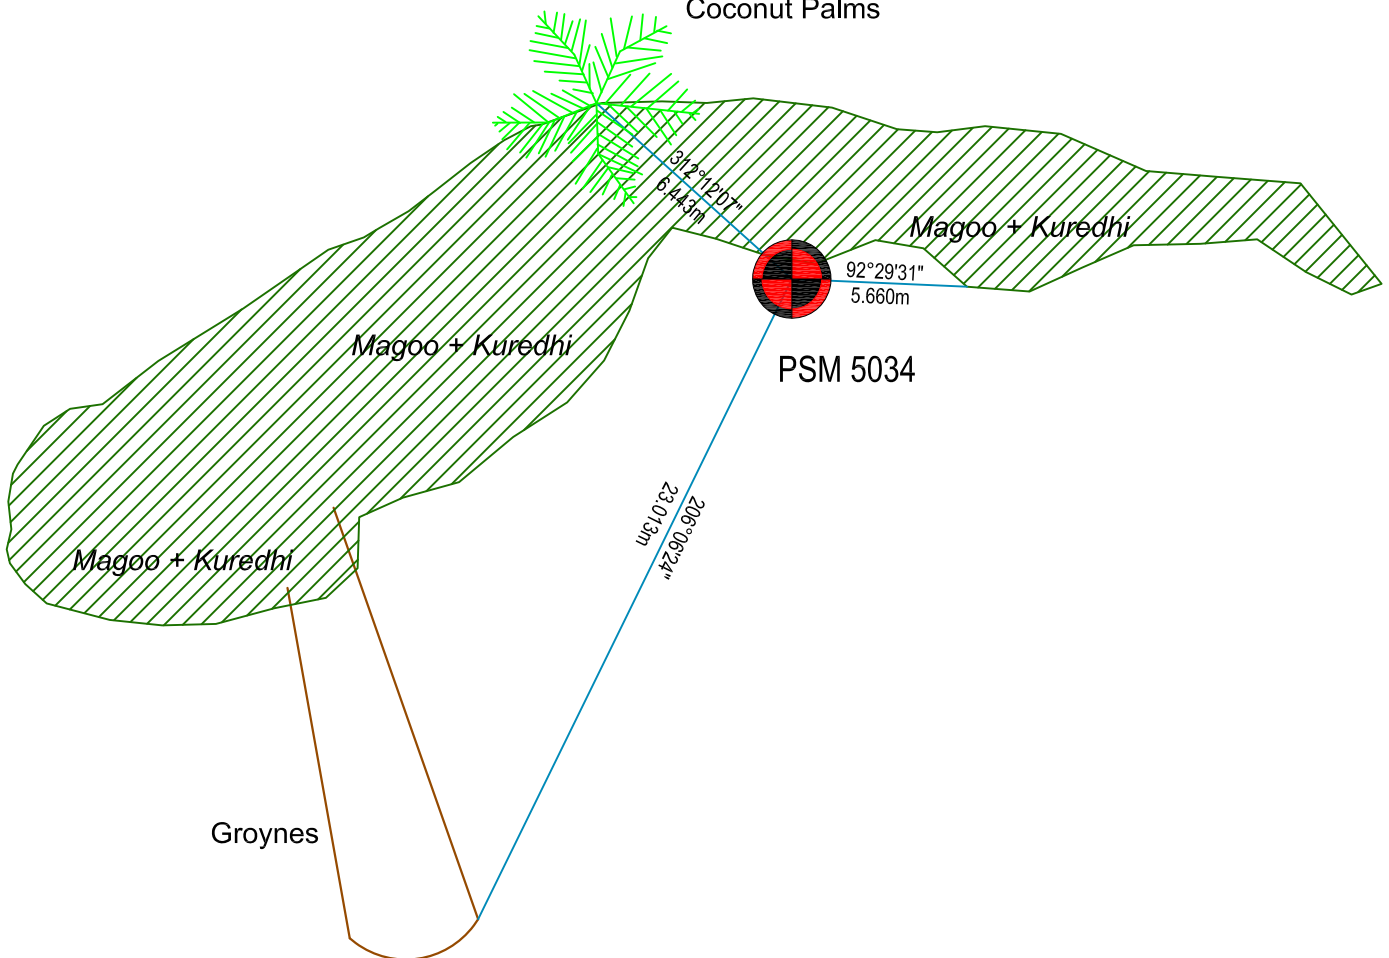 Coconut Palms
312°12'07"
6.443m
Magoo + Kuredhi
92°29'31"
5.660m
Magoo + Kuredhi
PSM 5034
206°06'24"
23.013m
Magoo + Kuredhi
Groynes